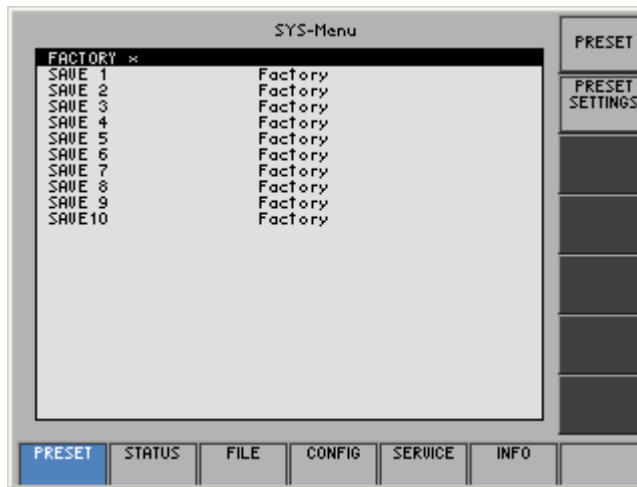 SYS-Menu
FACTORY ×
SAVE 1 Factory
SAVE 2 Factory
SAVE 3 Factory
SAVE 4 Factory
SAVE 5 Factory
SAVE 6 Factory
SAVE 7 Factory
SAVE 8 Factory
SAVE 9 Factory
SAVE10 Factory
PRESET
PRESET
SETTINGS
PRESET STATUS FILE CONFIG SERVICE INFO